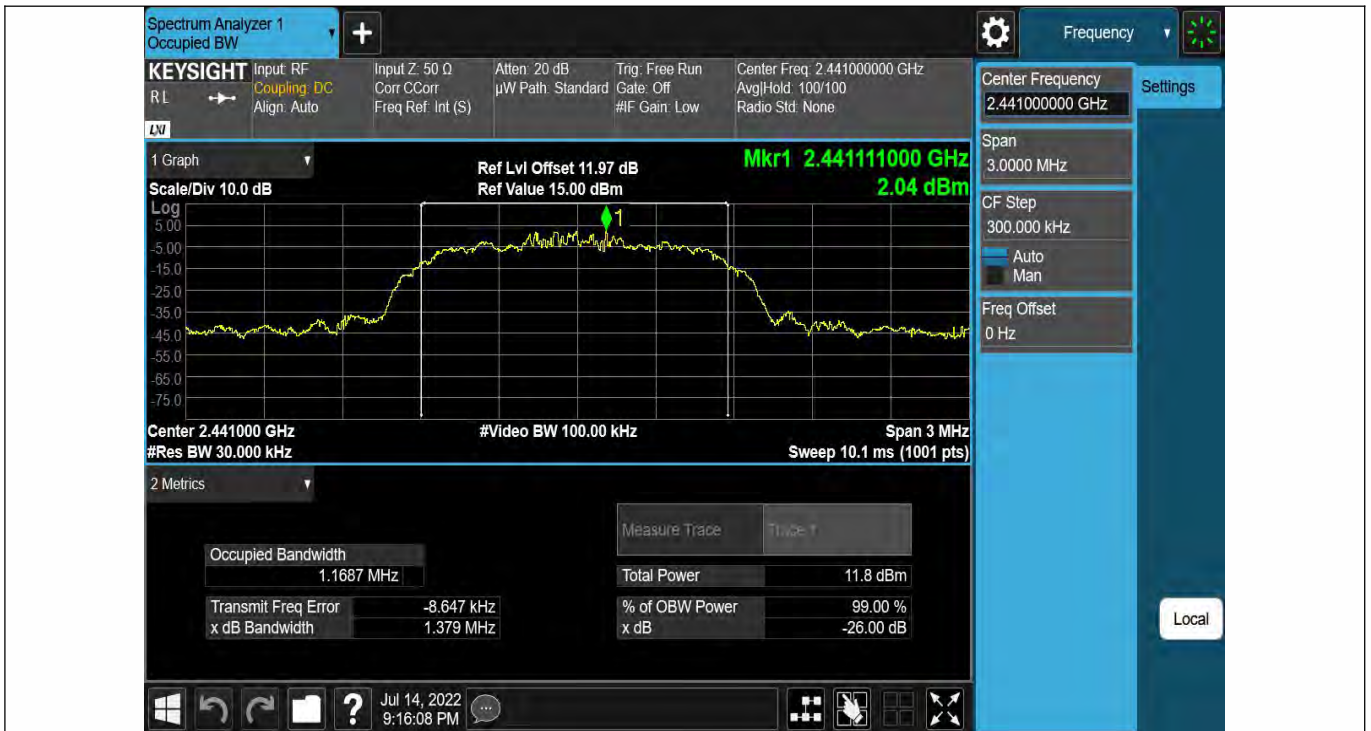 Spectrum Analyzer 1
Occupied BW
Frequency
KEYSIGHT
RL
LXI
Input: RF
Coupling: DC
Align: Auto
Input Z: 50 Ω
Corr CCorr
Freq Ref: Int (S)
Atten: 20 dB
µW Path: Standard
Trig: Free Run
Gate: Off
#IF Gain: Low
Center Freq: 2.441000000 GHz
Avg|Hold: 100/100
Radio Std: None
Center Frequency
2.441000000 GHz
Settings
Span
3.0000 MHz
CF Step
300.000 kHz
Auto
Man
Freq Offset
0 Hz
1 Graph
Scale/Div 10.0 dB
Ref Lvl Offset 11.97 dB
Ref Value 15.00 dBm
Mkr1 2.441111000 GHz
2.04 dBm
Log
5.00
-5.00
-15.0
-25.0
-35.0
-45.0
-55.0
-65.0
-75.0
1
Center 2.441000 GHz
#Video BW 100.00 kHz
Span 3 MHz
#Res BW 30.000 kHz
Sweep 10.1 ms (1001 pts)
2 Metrics
Measure Trace
Trace 1
Occupied Bandwidth
1.1687 MHz
Total Power
11.8 dBm
Transmit Freq Error
-8.647 kHz
% of OBW Power
99.00 %
x dB Bandwidth
1.379 MHz
x dB
-26.00 dB
Local
?
Jul 14, 2022
9:16:08 PM